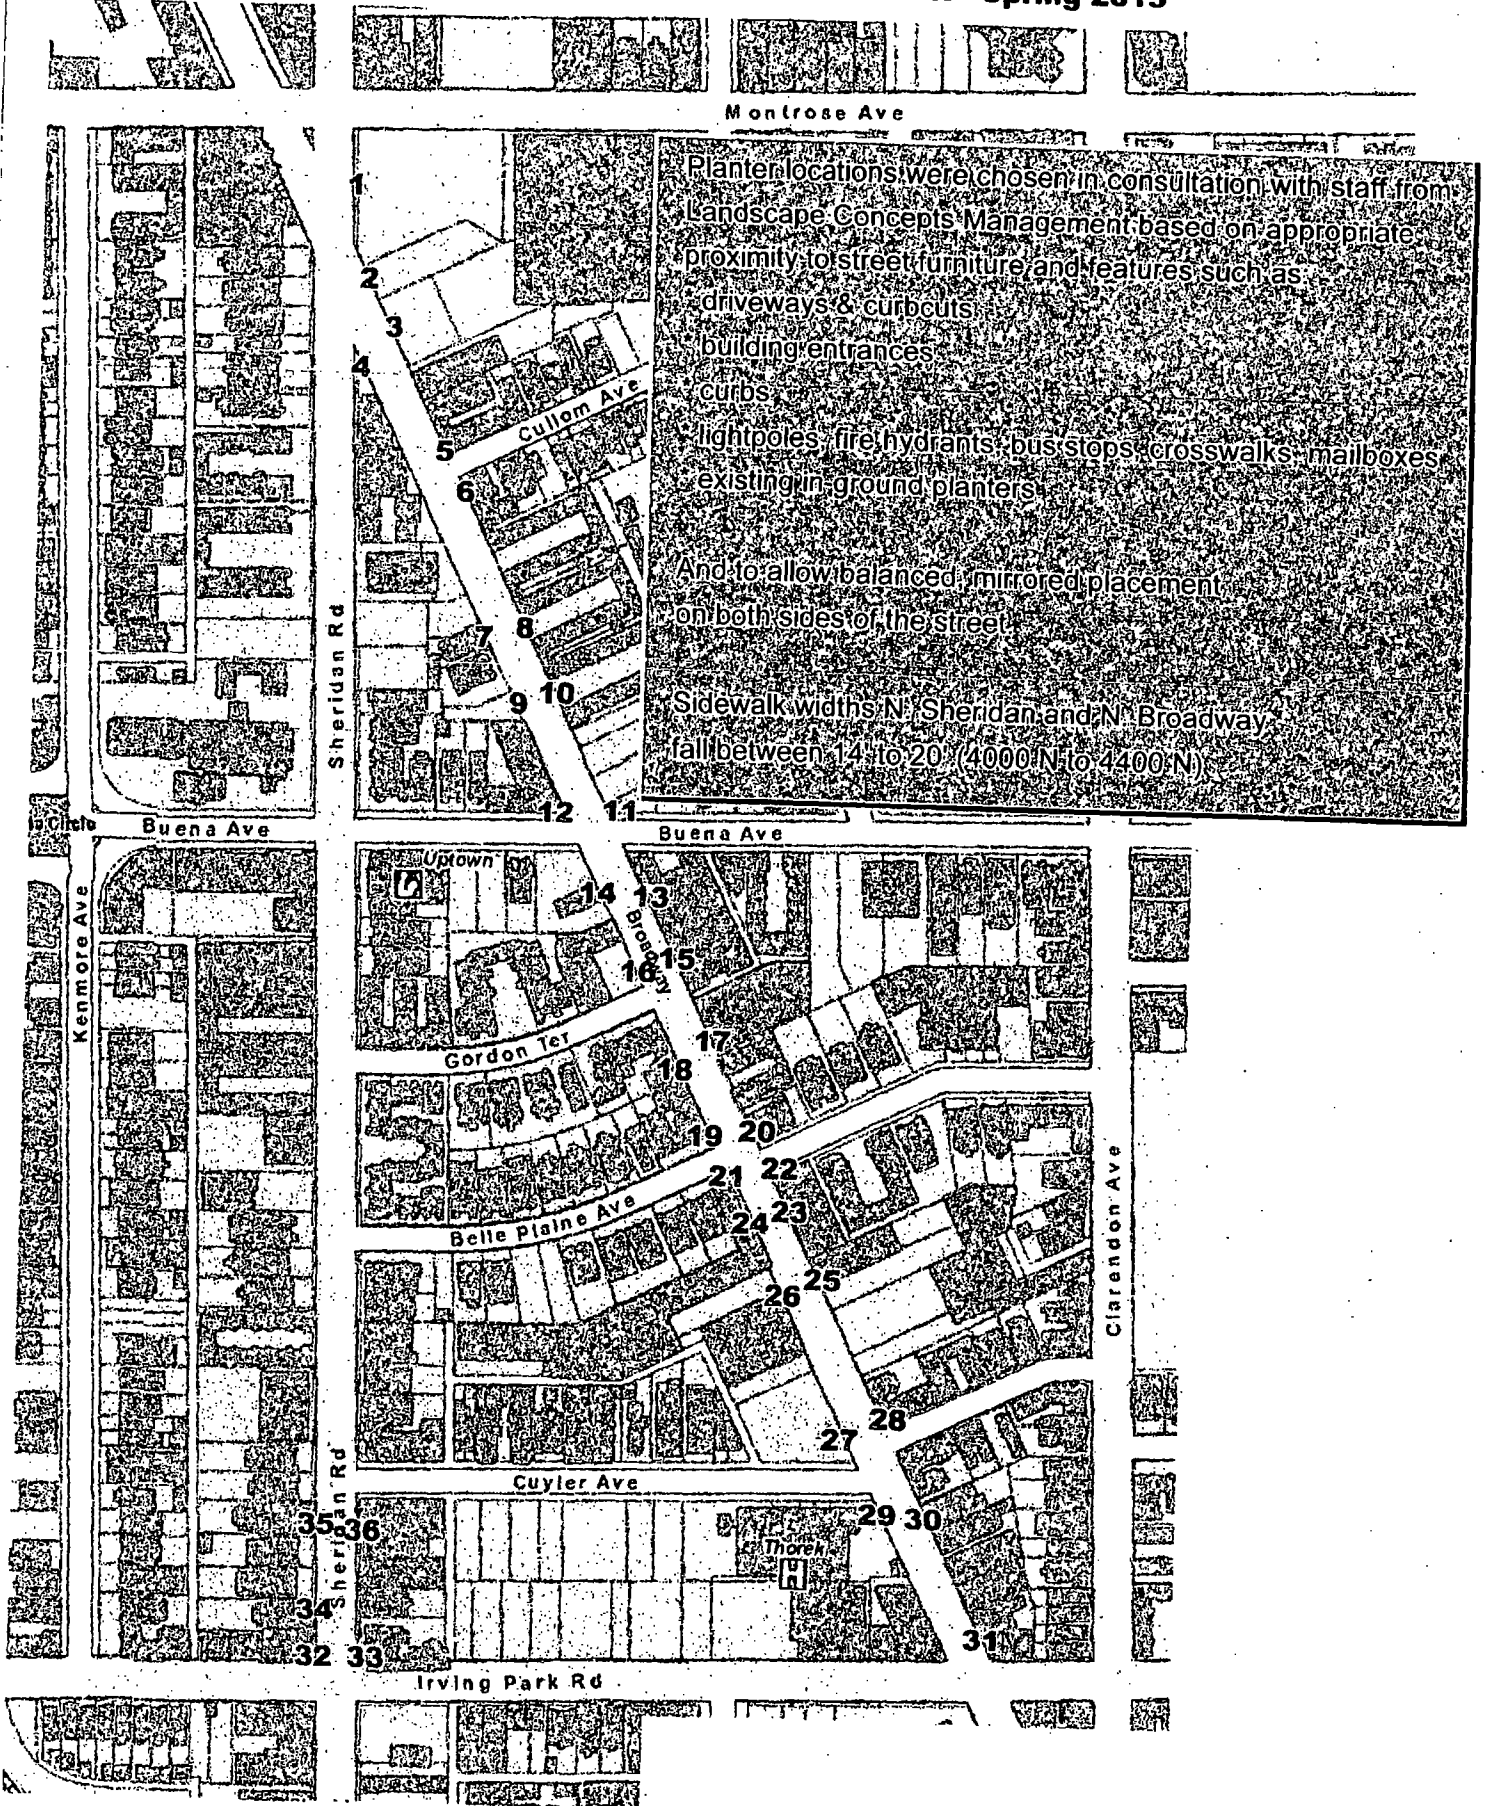 Spring 2013
Montrose Ave
1
Planter locations were chosen in consultation with staff from
Landscape Concepts Management based on appropriate
proximity to street furniture and features such as:
driveways & curbcuts
building entrances
curbs
lightpoles, fire hydrants, bus stops, crosswalks, mailboxes
existing in ground planters
And to allow balanced, mirrored placement
on both sides of the street
Sidewalk widths N. Sheridan and N. Broadway
fall between 14' to 20' (4000 N to 4400 N)
2
3
4
Cullom Ave
5
6
Sheridan Rd
7
8
9
10
12
11
Circle
Buena Ave
Buena Ave
Uptown
14
13
Broadway
Kenmore Ave
16
15
Gordon Ter
17
18
19
20
21
22
Belle Plaine Ave
24
23
Clarendon Ave
25
26
28
27
Cuyler Ave
Sheridan Rd
35
36
29
30
Thorek
H
34
31
32
33
Irving Park Rd